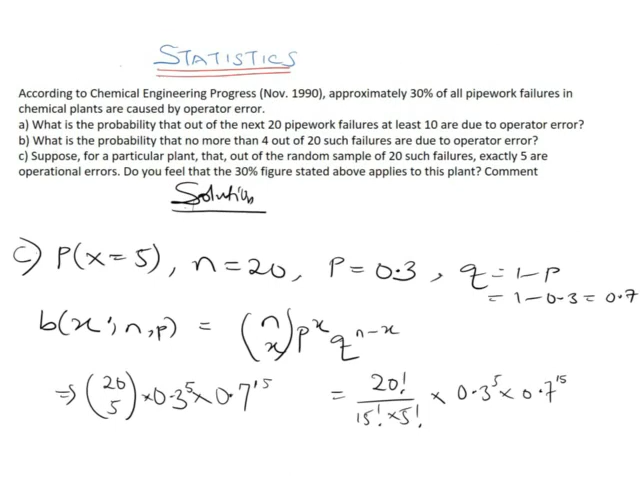 STATISTICS
According to Chemical Engineering Progress (Nov. 1990), approximately 30% of all pipework failures in
chemical plants are caused by operator error.
a) What is the probability that out of the next 20 pipework failures at least 10 are due to operator error?
b) What is the probability that no more than 4 out of 20 such failures are due to operator error?
c) Suppose, for a particular plant, that, out of the random sample of 20 such failures, exactly 5 are
operational errors. Do you feel that the 30% figure stated above applies to this plant? Comment
Solution
c) P(x = 5), n = 20, P = 0.3, q = 1 - P
= 1 - 0.3 = 0.7
b(x; n, p) = (n x) p^x q^(n-x)
⇒ (20 5) × 0.3^5 × 0.7^15 = 20! / (15! × 5!) × 0.3^5 × 0.7^15